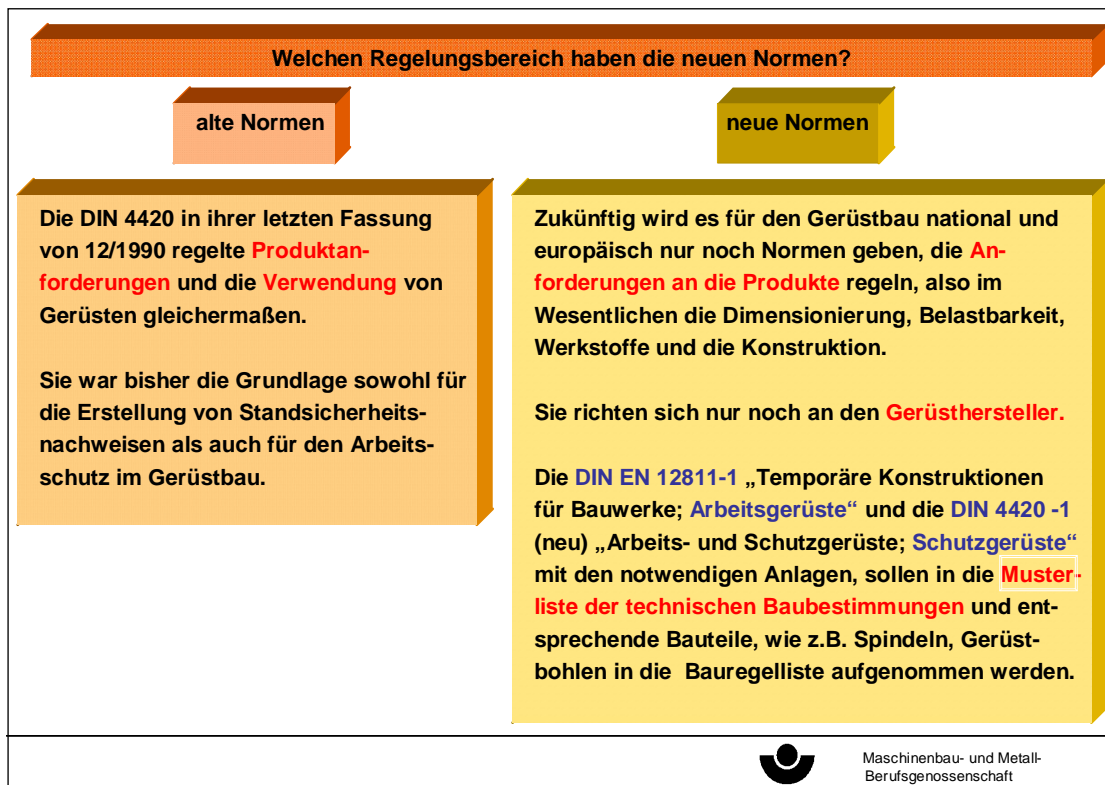 Welchen Regelungsbereich haben die neuen Normen?
alte Normen
Die DIN 4420 in ihrer letzten Fassung
von 12/1990 regelte Produktan-
forderungen und die Verwendung von
Gerüsten gleichermaßen.
Sie war bisher die Grundlage sowohl für
die Erstellung von Standsicherheits-
nachweisen als auch für den Arbeits-
schutz im Gerüstbau.
neue Normen
Zukünftig wird es für den Gerüstbau national und
europäisch nur noch Normen geben, die An-
forderungen an die Produkte regeln, also im
Wesentlichen die Dimensionierung, Belastbarkeit,
Werkstoffe und die Konstruktion.
Sie richten sich nur noch an den Gerüsthersteller.
Die DIN EN 12811-1 „Temporäre Konstruktionen
für Bauwerke; Arbeitsgerüste“ und die DIN 4420 -1
(neu) „Arbeits- und Schutzgerüste; Schutzgerüste“
mit den notwendigen Anlagen, sollen in die Muster-
liste der technischen Baubestimmungen und ent-
sprechende Bauteile, wie z.B. Spindeln, Gerüst-
bohlen in die Bauregelliste aufgenommen werden.
Maschinenbau- und Metall-
Berufsgenossenschaft